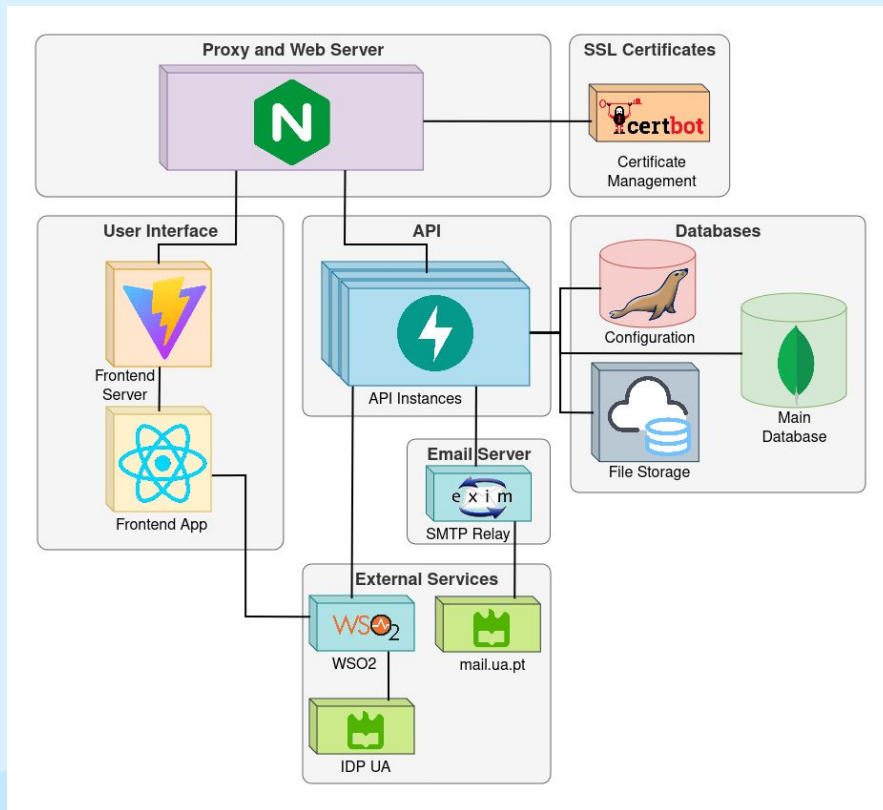 Proxy and Web Server
N
SSL Certificates
certbot
Certificate
Management
User Interface
Frontend
Server
Frontend App
API
API Instances
Databases
Configuration
Main
Database
File Storage
Email Server
exim
SMTP Relay
External Services
WSO2
WSO2
mail.ua.pt
IDP UA